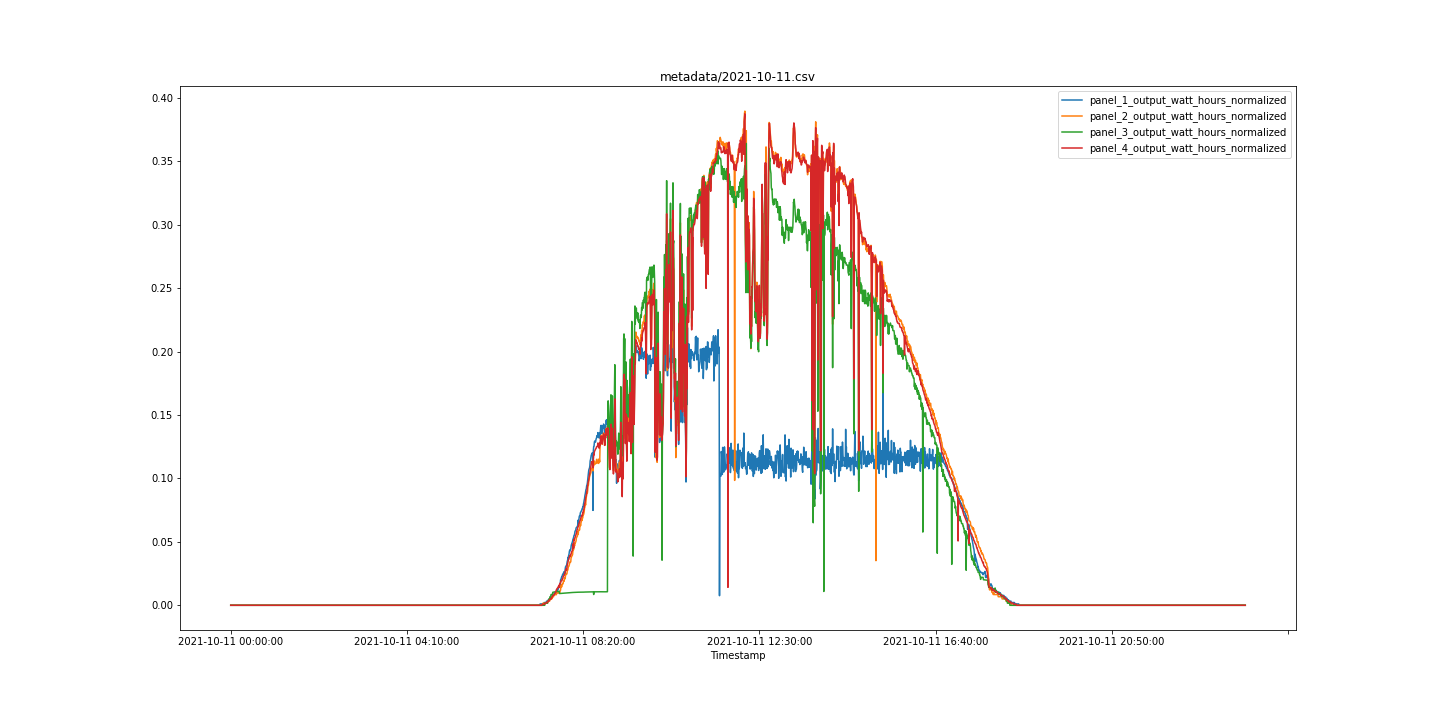 metadata/2021-10-11.csv
panel_1_output_watt_hours_normalized
panel_2_output_watt_hours_normalized
panel_3_output_watt_hours_normalized
panel_4_output_watt_hours_normalized
0.40
0.35
0.30
0.25
0.20
0.15
0.10
0.05
0.00
2021-10-11 00:00:00
2021-10-11 04:10:00
2021-10-11 08:20:00
2021-10-11 12:30:00
2021-10-11 16:40:00
2021-10-11 20:50:00
Timestamp